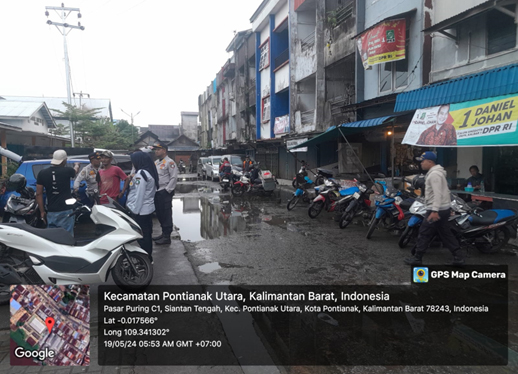 1 DANIEL
JOHAN
DPR RI
GPS Map Camera
Kecamatan Pontianak Utara, Kalimantan Barat, Indonesia
Pasar Puring C1, Siantan Tengah, Kec. Pontianak Utara, Kota Pontianak, Kalimantan Barat 78243, Indonesia
Lat -0.017566°
Long 109.341302°
19/05/24 05:53 AM GMT +07:00
Google